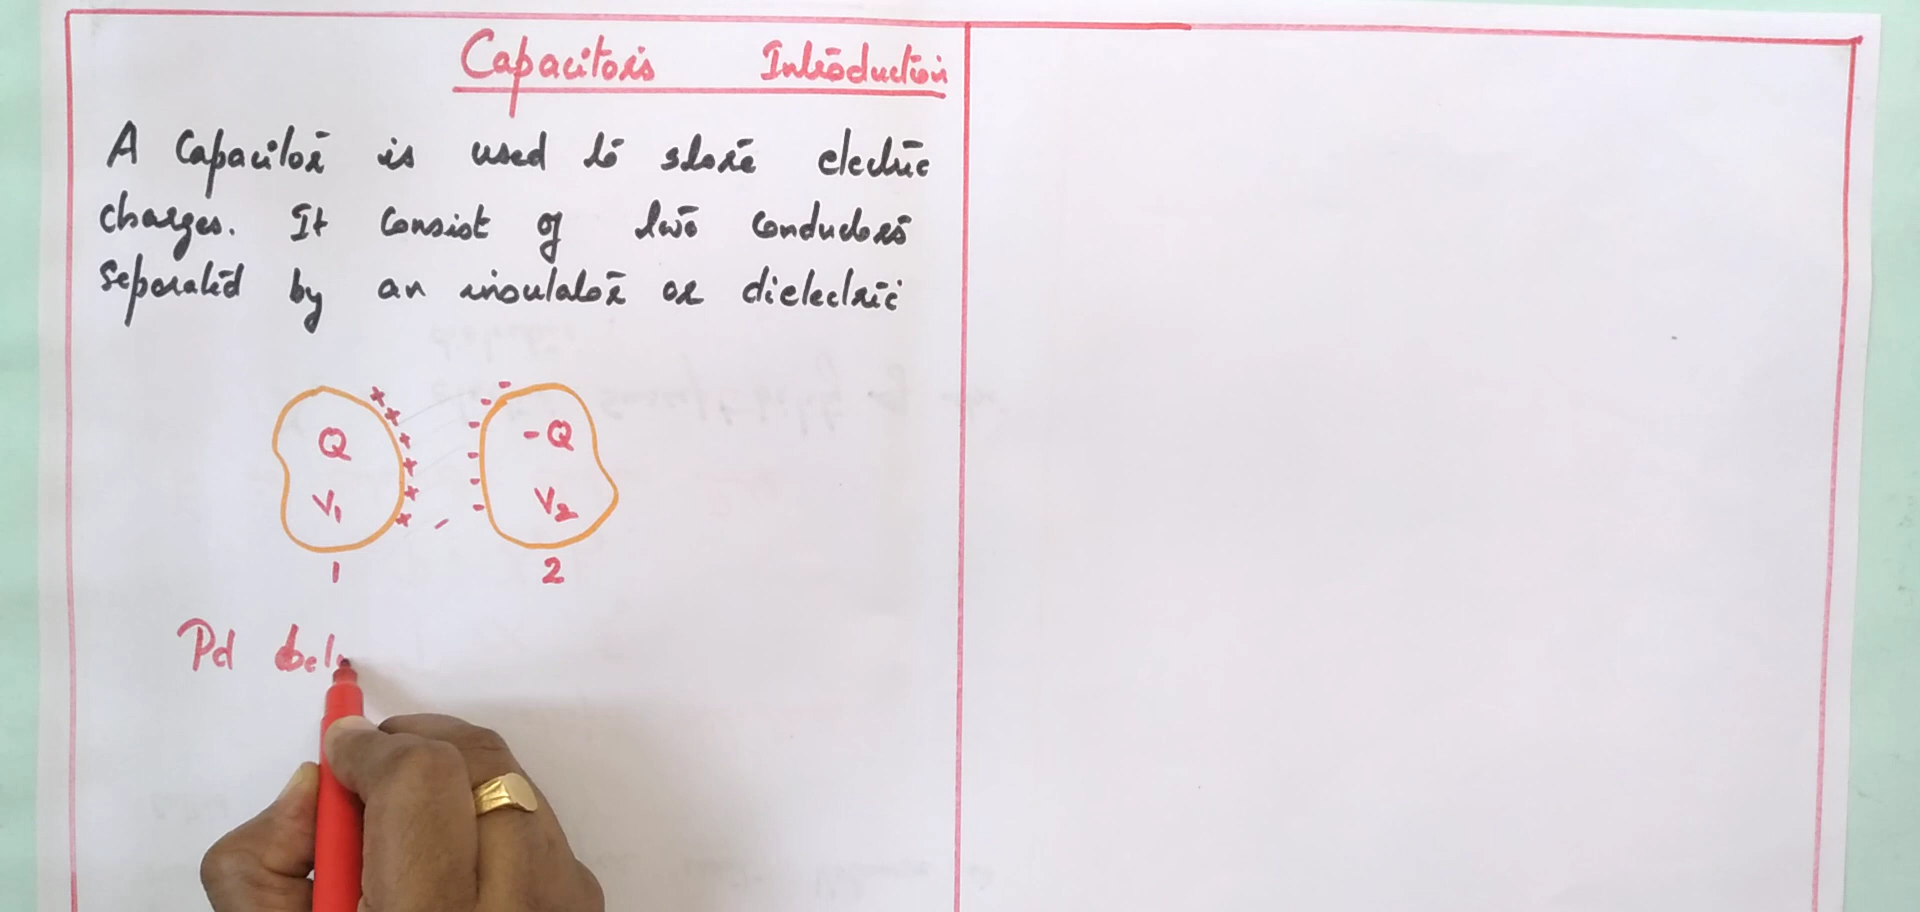 Capacitors Introduction
A Capacitor is used to store electric
charges. It Consist of two Conductors
separated by an insulator or dielectric
Q -Q
V₁ V₂
1 2
Pd